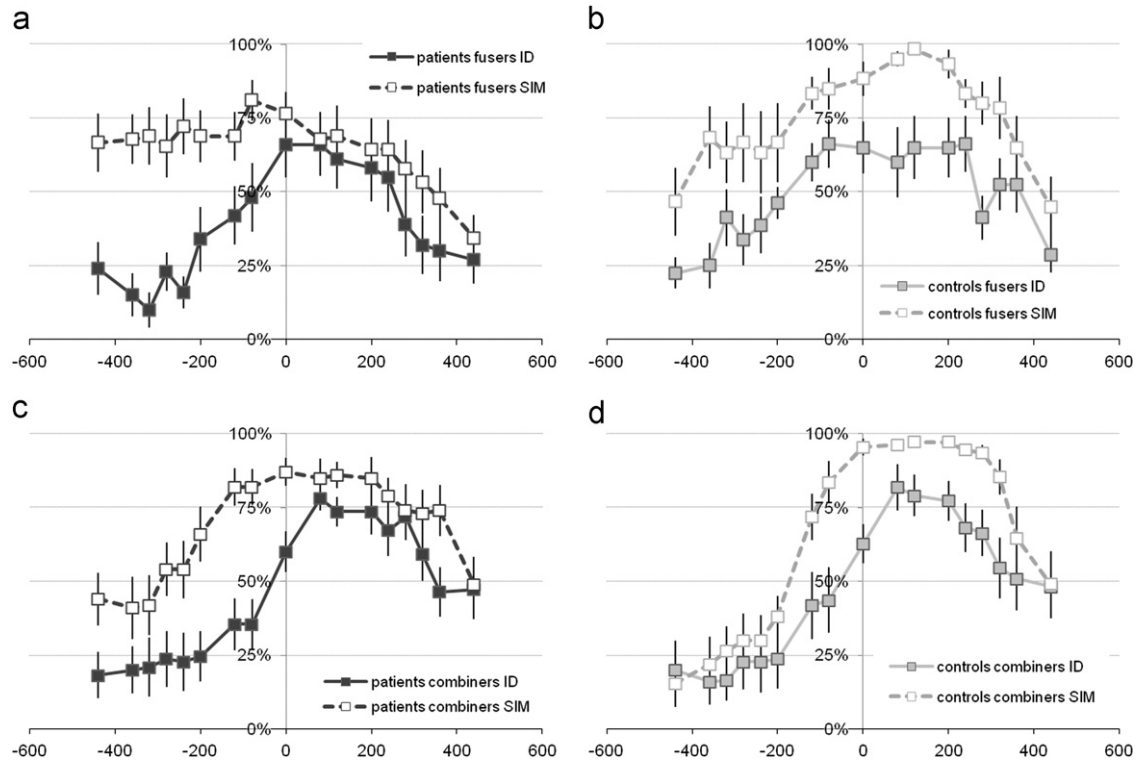 a
100%
75%
50%
25%
0%
patients fusers ID
patients fusers SIM
-600 -400 -200 0 200 400 600
b
100%
75%
50%
25%
0%
controls fusers ID
controls fusers SIM
-600 -400 -200 0 200 400 600
c
100%
75%
50%
25%
0%
patients combiners ID
patients combiners SIM
-600 -400 -200 0 200 400 600
d
100%
75%
50%
25%
0%
controls combiners ID
controls combiners SIM
-600 -400 -200 0 200 400 600